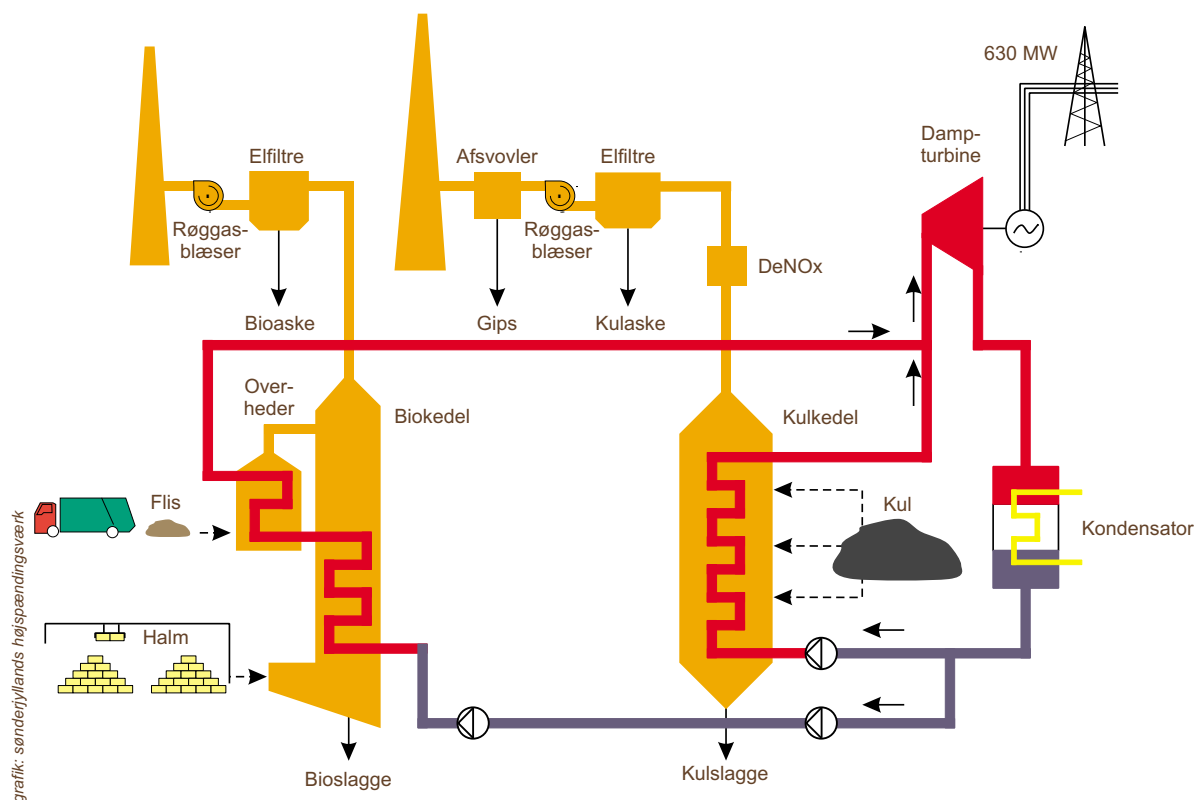 630 MW
Damp-
turbine
Elfiltre
Afsvovler
Elfiltre
Røggas-
blæser
Røggas-
blæser
DeNOx
Bioaske
Gips
Kulaske
Over-
heder
Biokedel
Kulkedel
Flis
Kul
Kondensator
Halm
Bioslagge
Kulslagge
grafik: sønderjyllands højspændingsværk